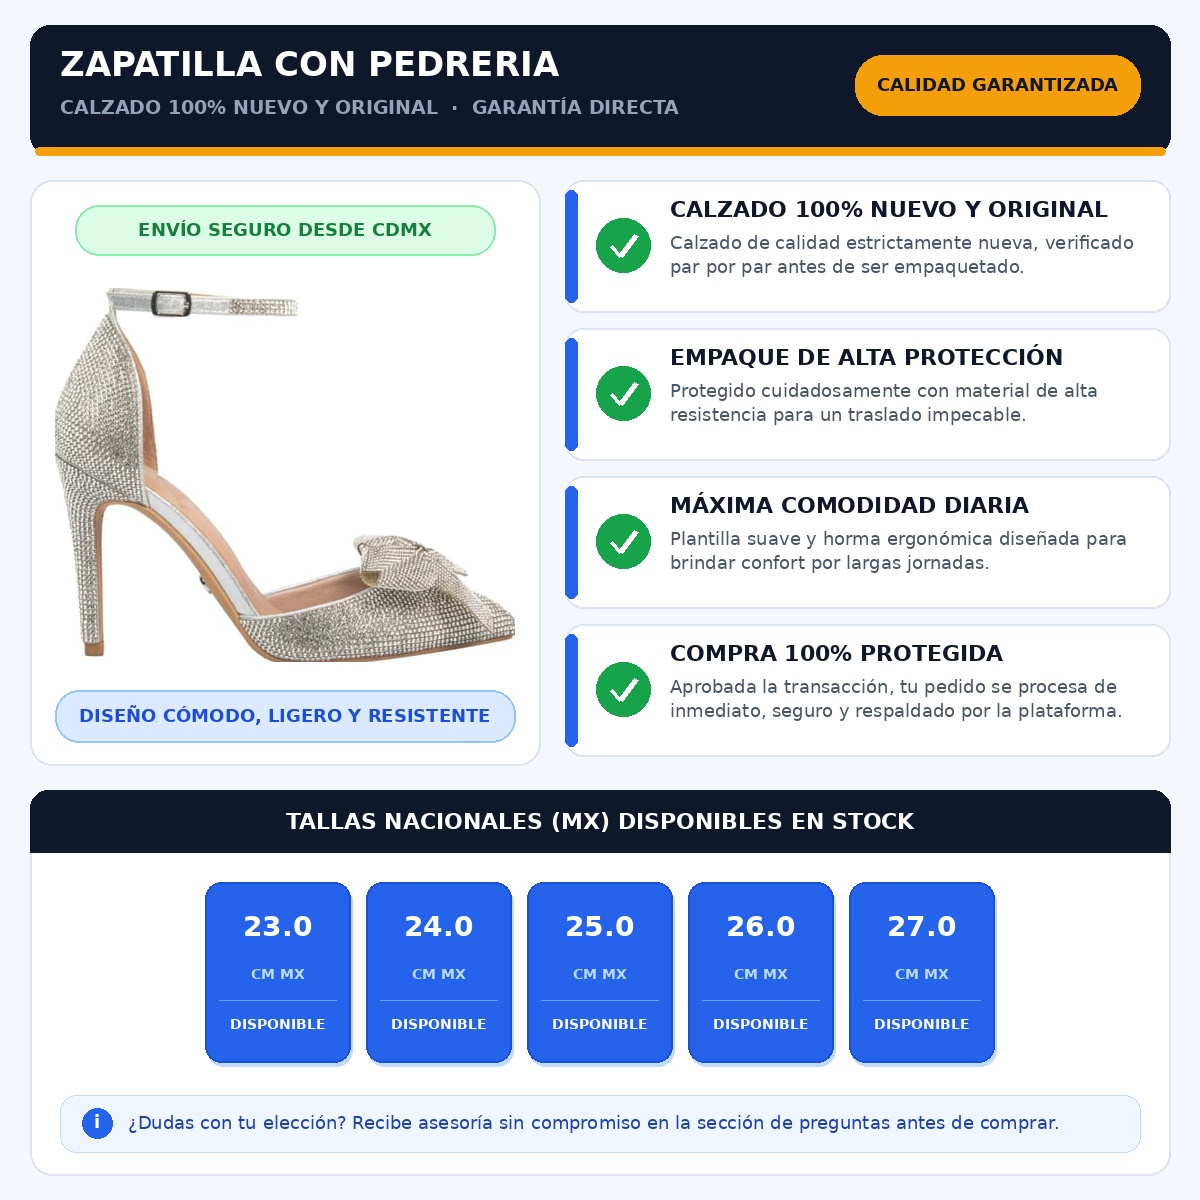 ZAPATILLA CON PEDRERIA
CALZADO 100% NUEVO Y ORIGINAL · GARANTÍA DIRECTA
CALIDAD GARANTIZADA
ENVÍO SEGURO DESDE CDMX
DISEÑO CÓMODO, LIGERO Y RESISTENTE
CALZADO 100% NUEVO Y ORIGINAL
Calzado de calidad estrictamente nueva, verificado
par por par antes de ser empaquetado.
EMPAQUE DE ALTA PROTECCIÓN
Protegido cuidadosamente con material de alta
resistencia para un traslado impecable.
MÁXIMA COMODIDAD DIARIA
Plantilla suave y horma ergonómica diseñada para
brindar confort por largas jornadas.
COMPRA 100% PROTEGIDA
Aprobada la transacción, tu pedido se procesa de
inmediato, seguro y respaldado por la plataforma.
TALLAS NACIONALES (MX) DISPONIBLES EN STOCK
23.0
CM MX
DISPONIBLE
24.0
CM MX
DISPONIBLE
25.0
CM MX
DISPONIBLE
26.0
CM MX
DISPONIBLE
27.0
CM MX
DISPONIBLE
i ¿Dudas con tu elección? Recibe asesoría sin compromiso en la sección de preguntas antes de comprar.